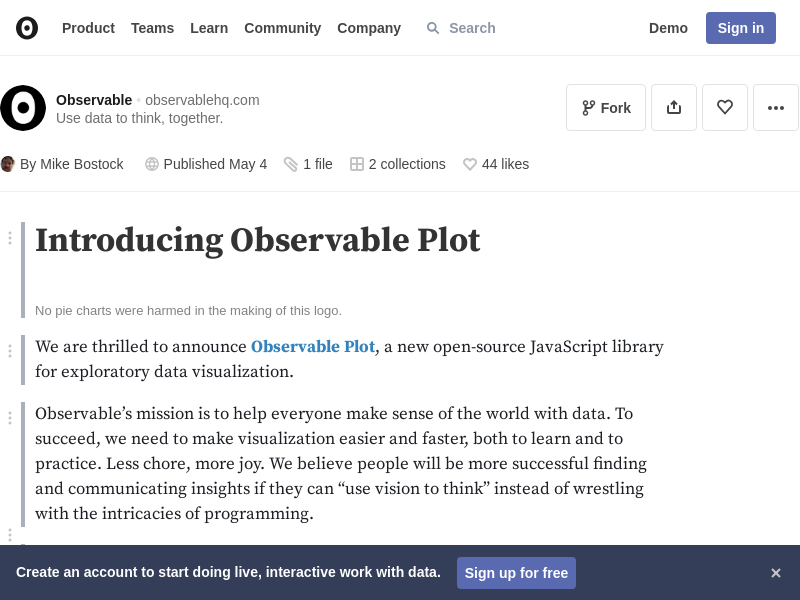 Product Teams Learn Community Company Search Demo Sign in
Observable • observablehq.com
Use data to think, together.
Fork
By Mike Bostock Published May 4 1 file 2 collections 44 likes
Introducing Observable Plot
No pie charts were harmed in the making of this logo.
We are thrilled to announce Observable Plot, a new open-source JavaScript library
for exploratory data visualization.
Observable’s mission is to help everyone make sense of the world with data. To
succeed, we need to make visualization easier and faster, both to learn and to
practice. Less chore, more joy. We believe people will be more successful finding
and communicating insights if they can “use vision to think” instead of wrestling
with the intricacies of programming.
Create an account to start doing live, interactive work with data. Sign up for free